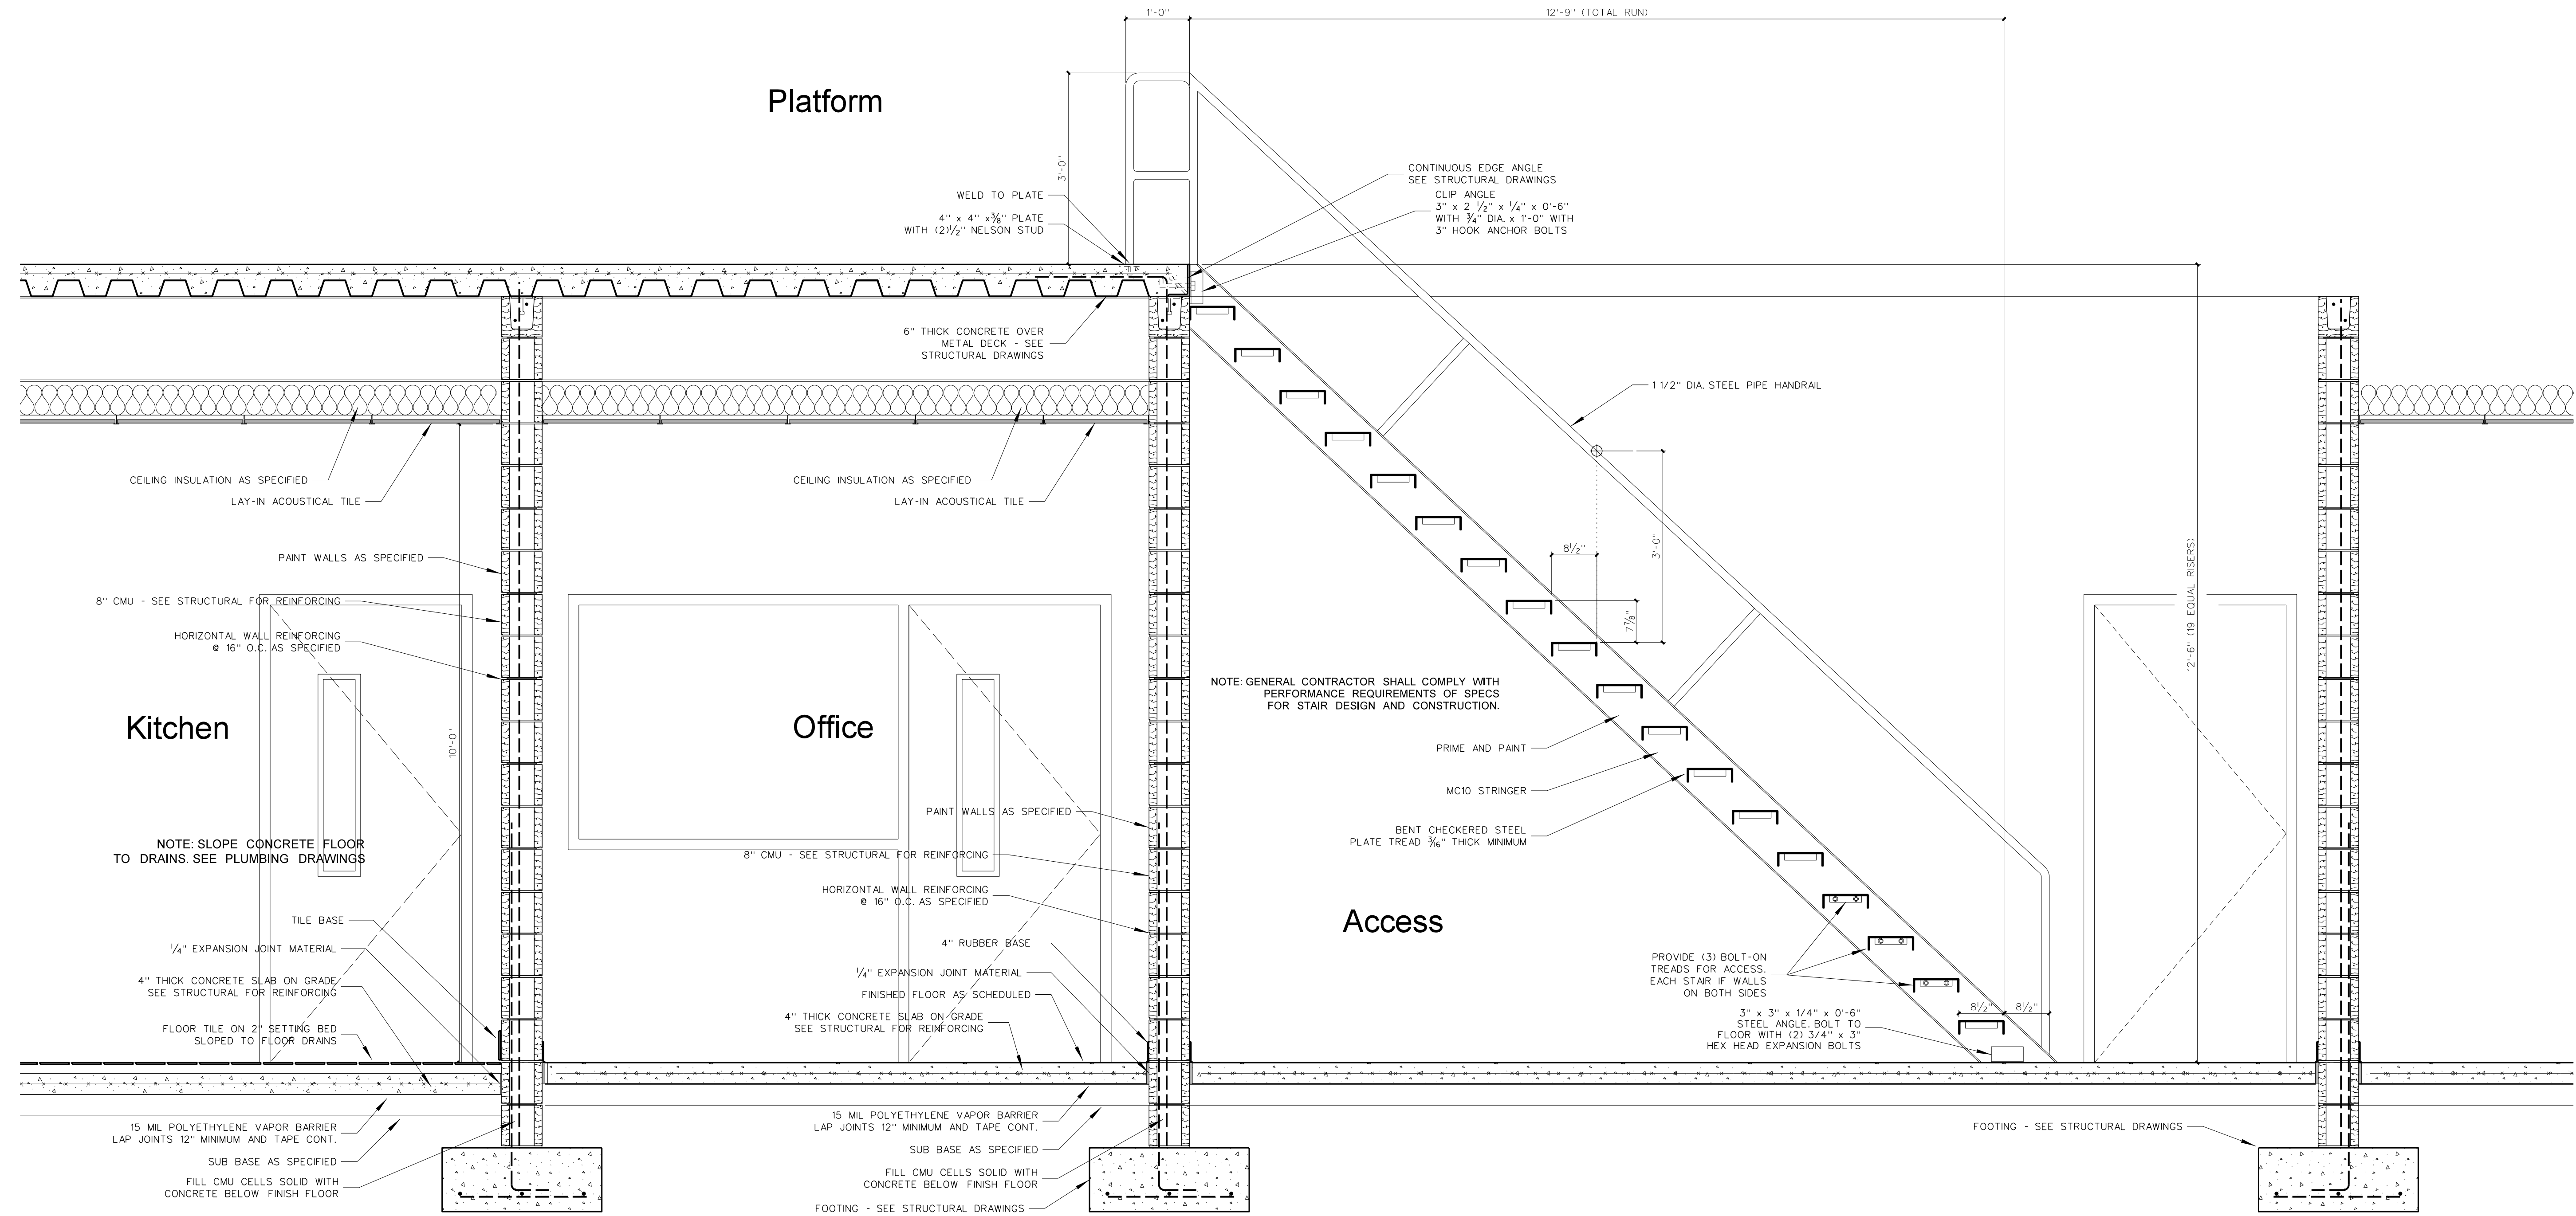 1'-0"
12'-9" (TOTAL RUN)
Platform
3'-0"
CONTINUOUS EDGE ANGLE
SEE STRUCTURAL DRAWINGS
CLIP ANGLE
3" x 2 1/2" x 1/4" x 0'-6"
WITH 3/4" DIA. x 1'-0" WITH
3" HOOK ANCHOR BOLTS
WELD TO PLATE
4" x 4" x3/8" PLATE
WITH (2)1/2" NELSON STUD
6" THICK CONCRETE OVER
METAL DECK - SEE
STRUCTURAL DRAWINGS
1 1/2" DIA. STEEL PIPE HANDRAIL
CEILING INSULATION AS SPECIFIED
LAY-IN ACOUSTICAL TILE
CEILING INSULATION AS SPECIFIED
LAY-IN ACOUSTICAL TILE
PAINT WALLS AS SPECIFIED
8" CMU - SEE STRUCTURAL FOR REINFORCING
HORIZONTAL WALL REINFORCING
@ 16" O.C. AS SPECIFIED
8 1/2"
3'-0"
7 7/8"
12'-6" (19 EQUAL RISERS)
NOTE: GENERAL CONTRACTOR SHALL COMPLY WITH
PERFORMANCE REQUIREMENTS OF SPECS
FOR STAIR DESIGN AND CONSTRUCTION.
Kitchen
10'-0"
Office
PRIME AND PAINT
MC10 STRINGER
BENT CHECKERED STEEL
PLATE TREAD 3/16" THICK MINIMUM
NOTE: SLOPE CONCRETE FLOOR
TO DRAINS. SEE PLUMBING DRAWINGS
PAINT WALLS AS SPECIFIED
8" CMU - SEE STRUCTURAL FOR REINFORCING
HORIZONTAL WALL REINFORCING
@ 16" O.C. AS SPECIFIED
Access
TILE BASE
1/4" EXPANSION JOINT MATERIAL
4" THICK CONCRETE SLAB ON GRADE
SEE STRUCTURAL FOR REINFORCING
FLOOR TILE ON 2" SETTING BED
SLOPED TO FLOOR DRAINS
4" RUBBER BASE
1/4" EXPANSION JOINT MATERIAL
FINISHED FLOOR AS SCHEDULED
4" THICK CONCRETE SLAB ON GRADE
SEE STRUCTURAL FOR REINFORCING
PROVIDE (3) BOLT-ON
TREADS FOR ACCESS.
EACH STAIR IF WALLS
ON BOTH SIDES
8 1/2"
8 1/2"
3" x 3" x 1/4" x 0'-6"
STEEL ANGLE. BOLT TO
FLOOR WITH (2) 3/4" x 3"
HEX HEAD EXPANSION BOLTS
15 MIL POLYETHYLENE VAPOR BARRIER
LAP JOINTS 12" MINIMUM AND TAPE CONT.
SUB BASE AS SPECIFIED
FILL CMU CELLS SOLID WITH
CONCRETE BELOW FINISH FLOOR
15 MIL POLYETHYLENE VAPOR BARRIER
LAP JOINTS 12" MINIMUM AND TAPE CONT.
SUB BASE AS SPECIFIED
FILL CMU CELLS SOLID WITH
CONCRETE BELOW FINISH FLOOR
FOOTING - SEE STRUCTURAL DRAWINGS
FOOTING - SEE STRUCTURAL DRAWINGS